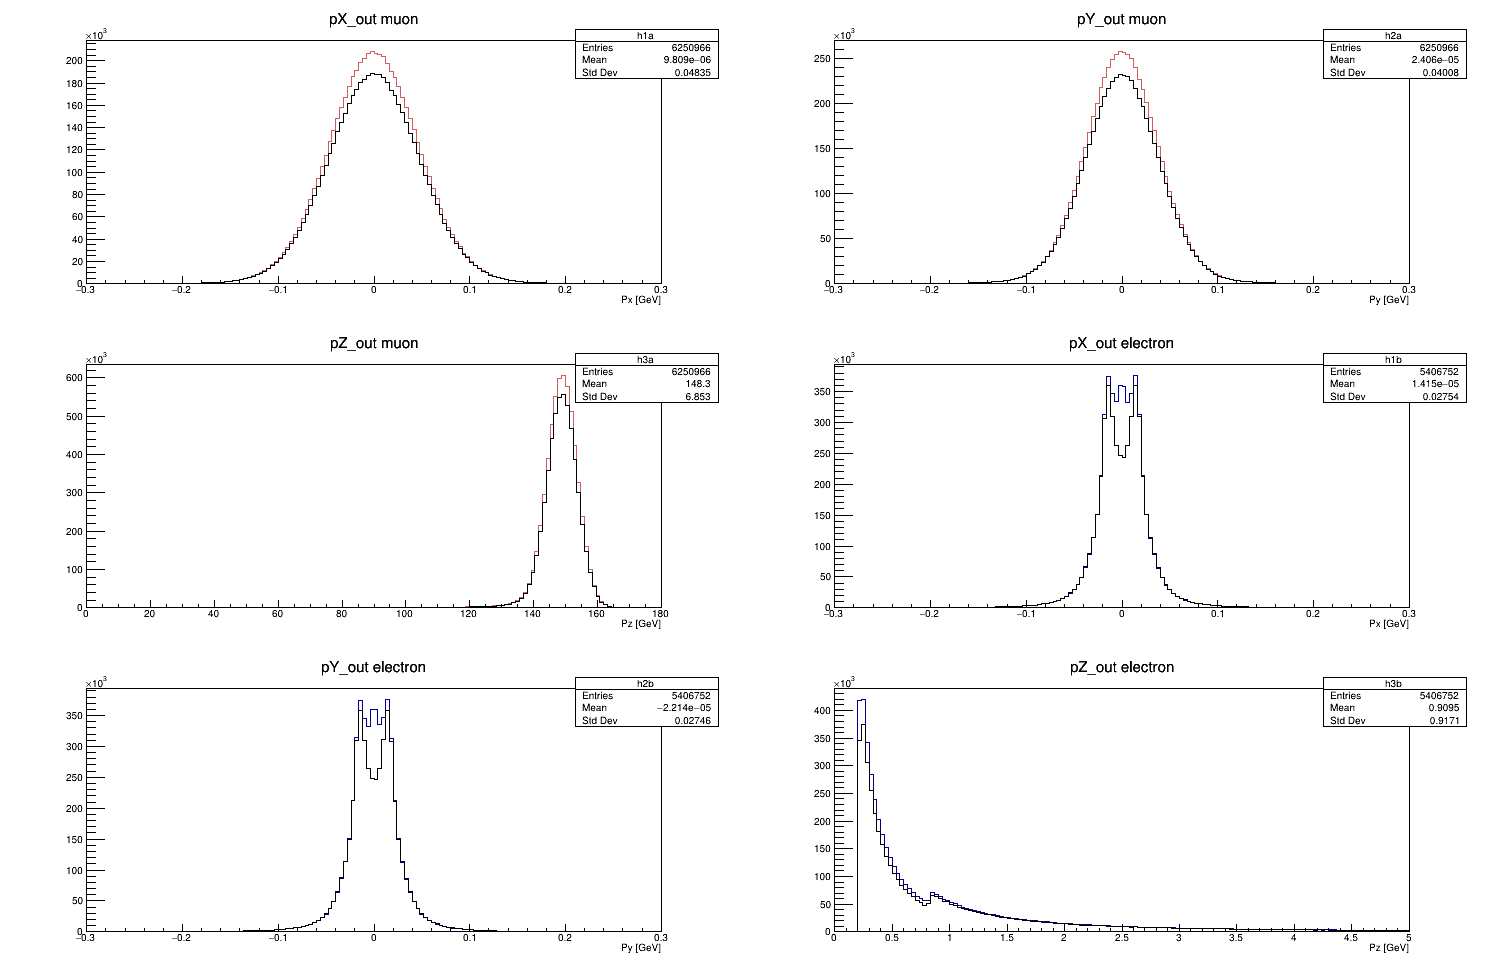 pX_out muon
×10³
h1a
Entries 6250966
Mean 9.809e−06
Std Dev 0.04835
200
180
160
140
120
100
80
60
40
20
0
−0.3 −0.2 −0.1 0 0.1 0.2 0.3
Px [GeV]
pY_out muon
×10³
h2a
Entries 6250966
Mean 2.406e−05
Std Dev 0.04008
250
200
150
100
50
0
−0.3 −0.2 −0.1 0 0.1 0.2 0.3
Py [GeV]
pZ_out muon
×10³
h3a
Entries 6250966
Mean 148.3
Std Dev 6.853
600
500
400
300
200
100
0
0 20 40 60 80 100 120 140 160 180
Pz [GeV]
pX_out electron
×10³
h1b
Entries 5406752
Mean 1.415e−05
Std Dev 0.02754
350
300
250
200
150
100
50
0
−0.3 −0.2 −0.1 0 0.1 0.2 0.3
Px [GeV]
pY_out electron
×10³
h2b
Entries 5406752
Mean −2.214e−05
Std Dev 0.02746
350
300
250
200
150
100
50
0
−0.3 −0.2 −0.1 0 0.1 0.2 0.3
Py [GeV]
pZ_out electron
×10³
h3b
Entries 5406752
Mean 0.9095
Std Dev 0.9171
400
350
300
250
200
150
100
50
0
0 0.5 1 1.5 2 2.5 3 3.5 4 4.5 5
Pz [GeV]